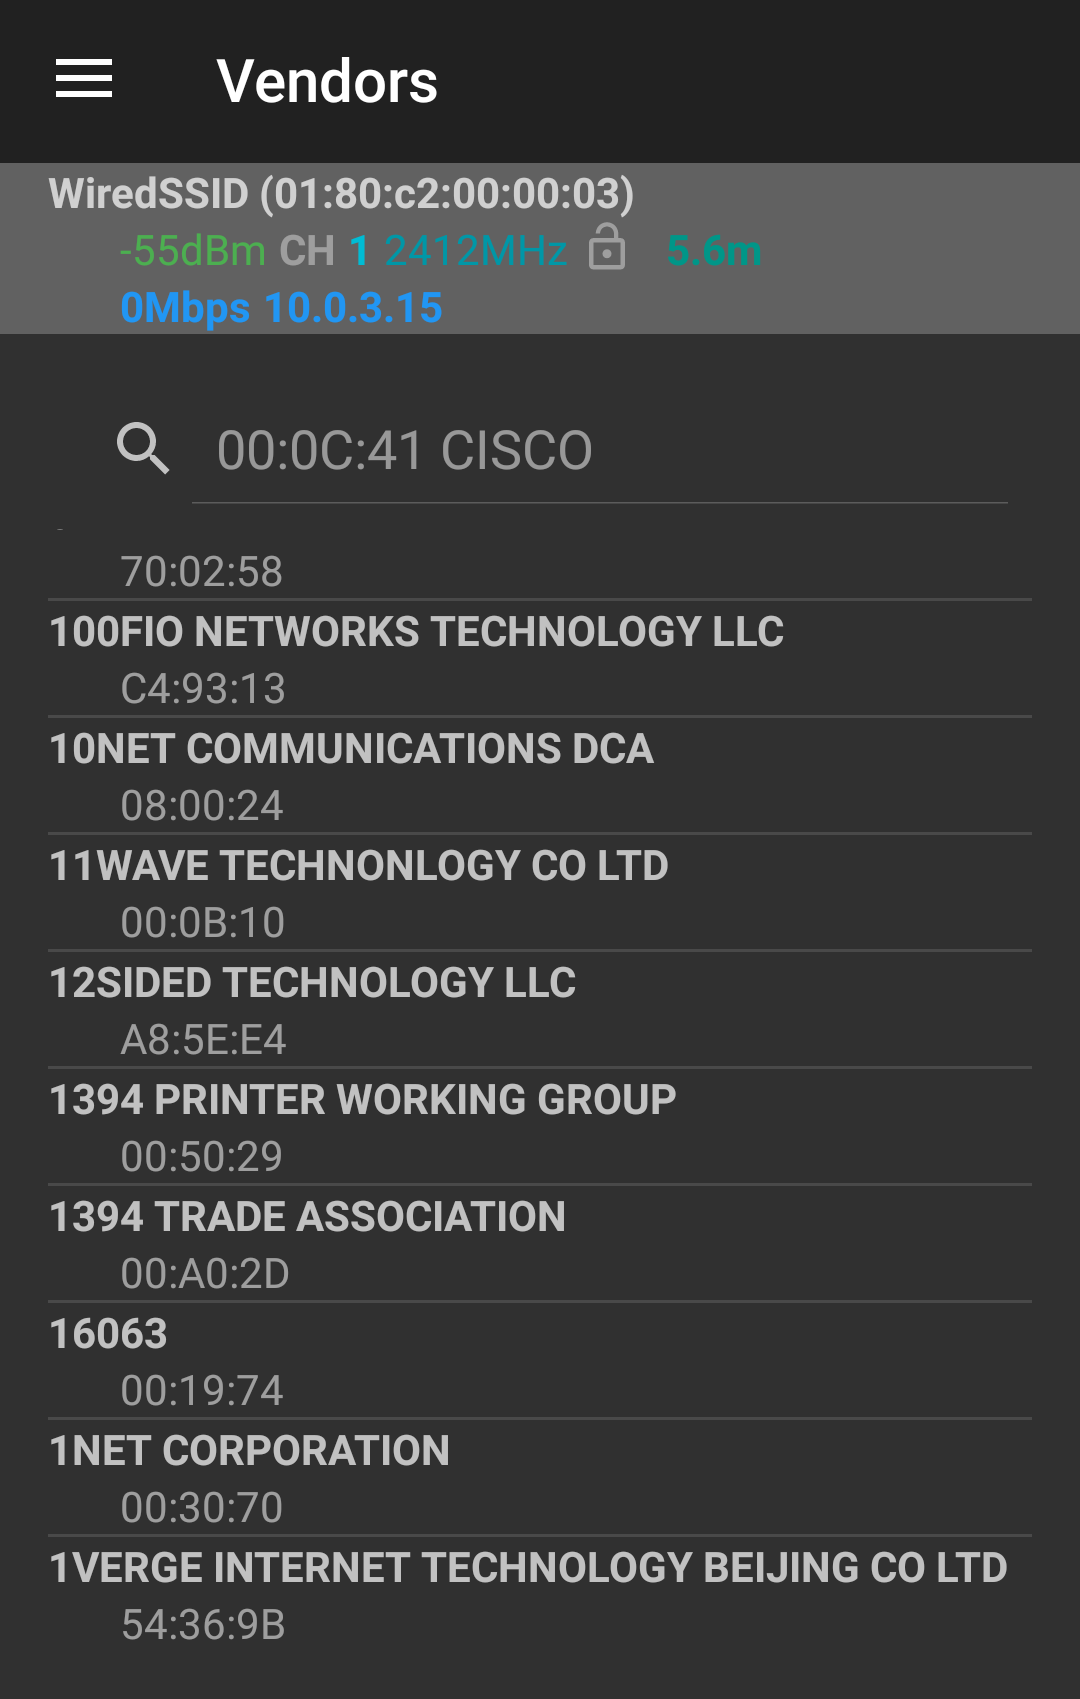 Vendors
WiredSSID (01:80:c2:00:00:03)
-55dBm CH 1 2412MHz 5.6m
0Mbps 10.0.3.15
00:0C:41 CISCO
70:02:58
100FIO NETWORKS TECHNOLOGY LLC
C4:93:13
10NET COMMUNICATIONS DCA
08:00:24
11WAVE TECHNONLOGY CO LTD
00:0B:10
12SIDED TECHNOLOGY LLC
A8:5E:E4
1394 PRINTER WORKING GROUP
00:50:29
1394 TRADE ASSOCIATION
00:A0:2D
16063
00:19:74
1NET CORPORATION
00:30:70
1VERGE INTERNET TECHNOLOGY BEIJING CO LTD
54:36:9B